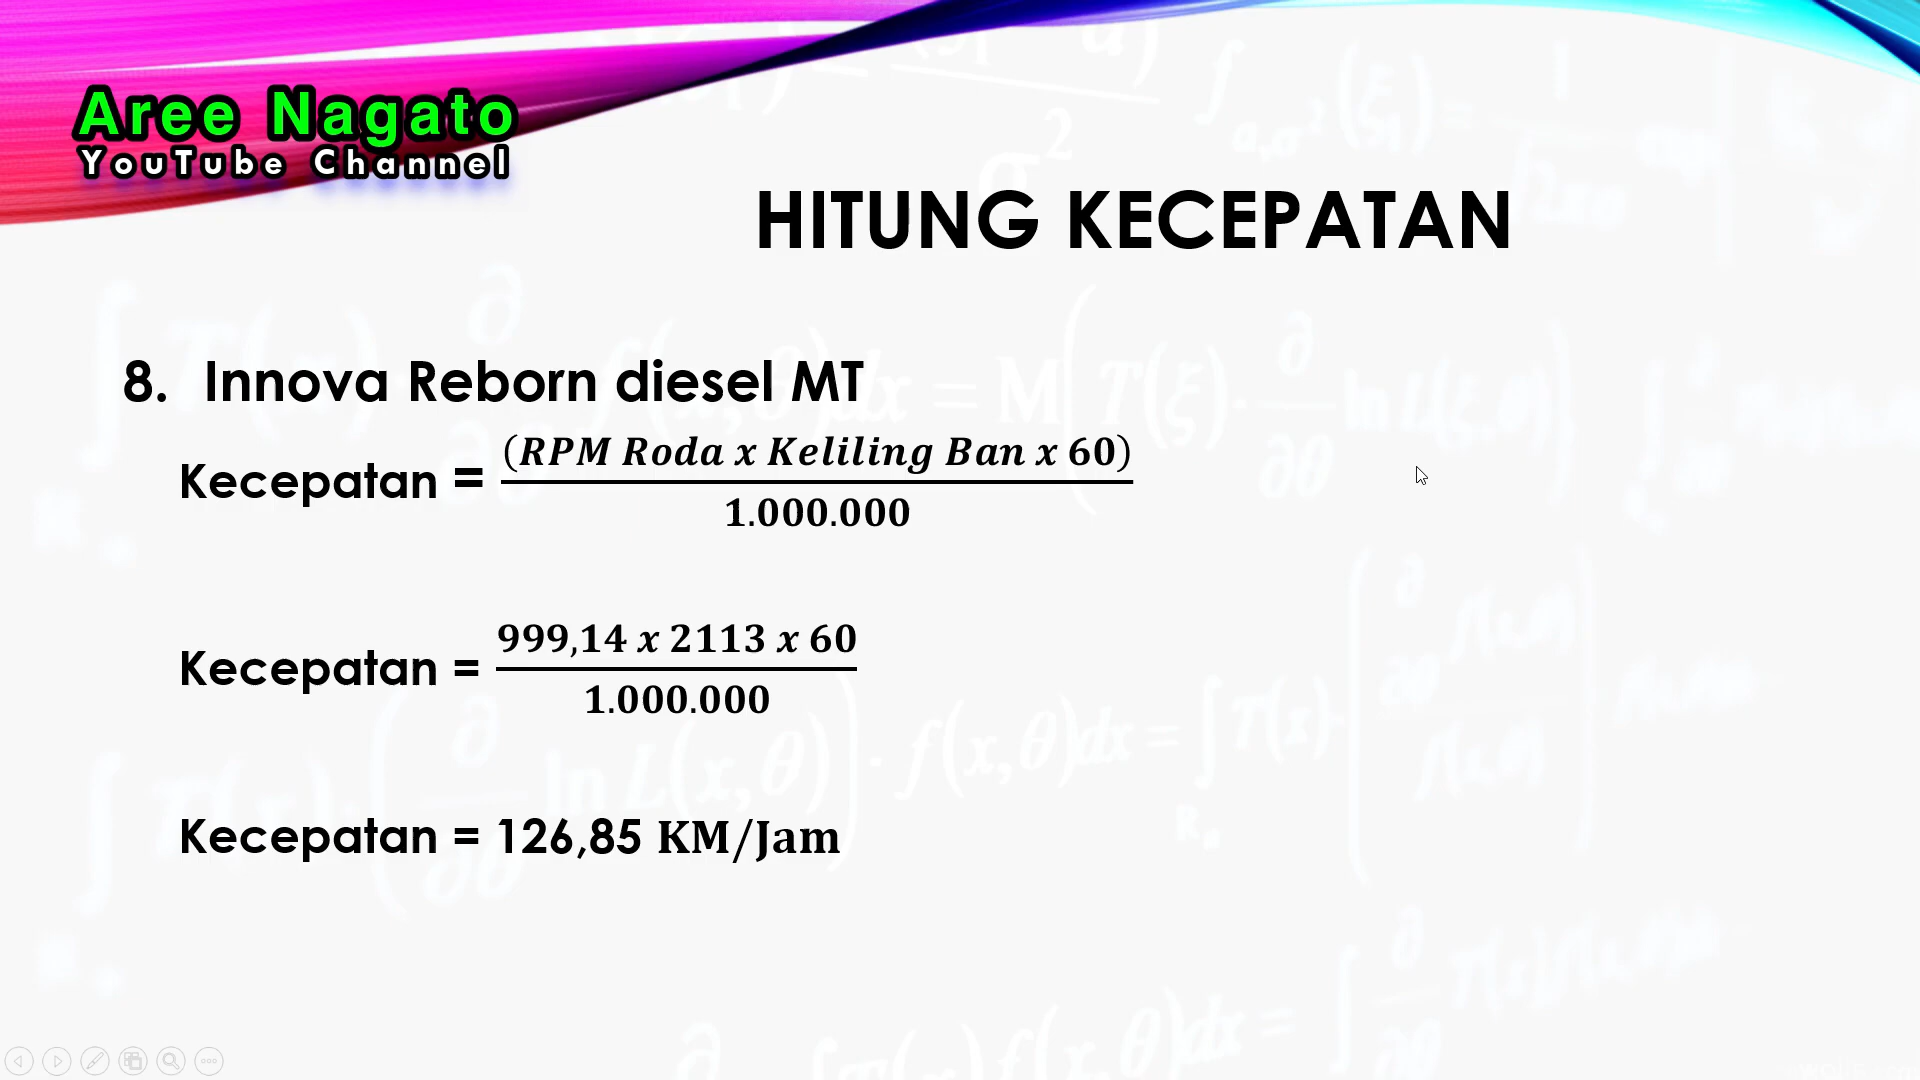 Aree Nagato
YouTube Channel
HITUNG KECEPATAN
8. Innova Reborn diesel MT
Kecepatan = (RPM Roda x Keliling Ban x 60) / 1.000.000
Kecepatan = 999,14 x 2113 x 60 / 1.000.000
Kecepatan = 126,85 KM/Jam